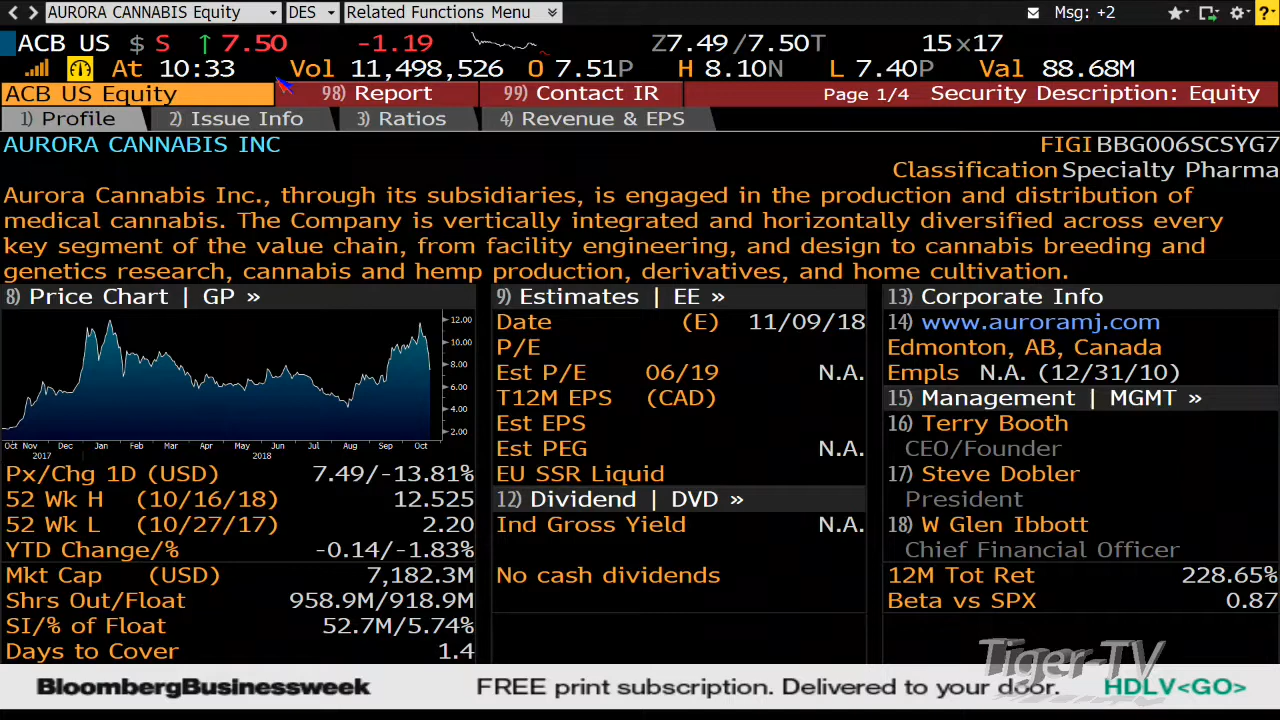 AURORA CANNABIS Equity DES Related Functions Menu Msg: +2 ?
ACB US $ S ↑ 7.50 -1.19 Z7.49 /7.50T 15x17
At 10:33 Vol 11,498,526 O 7.51P H 8.10N L 7.40P Val 88.68M
ACB US Equity 98) Report 99) Contact IR Page 1/4 Security Description: Equity
1) Profile 2) Issue Info 3) Ratios 4) Revenue & EPS
AURORA CANNABIS INC FIGI BBG006SCSYG7
Classification Specialty Pharma
Aurora Cannabis Inc., through its subsidiaries, is engaged in the production and distribution of
medical cannabis. The Company is vertically integrated and horizontally diversified across every
key segment of the value chain, from facility engineering, and design to cannabis breeding and
genetics research, cannabis and hemp production, derivatives, and home cultivation.
8) Price Chart | GP »
12.00
10.00
8.00
6.00
4.00
2.00
Oct Nov Dec Jan Feb Mar Apr May Jun Jul Aug Sep Oct
2017 2018
Px/Chg 1D (USD) 7.49/-13.81%
52 Wk H (10/16/18) 12.525
52 Wk L (10/27/17) 2.20
YTD Change/% -0.14/-1.83%
Mkt Cap (USD) 7,182.3M
Shrs Out/Float 958.9M/918.9M
SI/% of Float 52.7M/5.74%
Days to Cover 1.4
9) Estimates | EE »
Date (E) 11/09/18
P/E
Est P/E 06/19 N.A.
T12M EPS (CAD)
Est EPS
Est PEG N.A.
EU SSR Liquid
12) Dividend | DVD »
Ind Gross Yield N.A.
No cash dividends
13) Corporate Info
14) www.auroramj.com
Edmonton, AB, Canada
Empls N.A. (12/31/10)
15) Management | MGMT »
16) Terry Booth
CEO/Founder
17) Steve Dobler
President
18) W Glen Ibbott
Chief Financial Officer
12M Tot Ret 228.65%
Beta vs SPX 0.87
Tiger-TV
BloombergBusinessweek FREE print subscription. Delivered to your door. HDLV<GO>